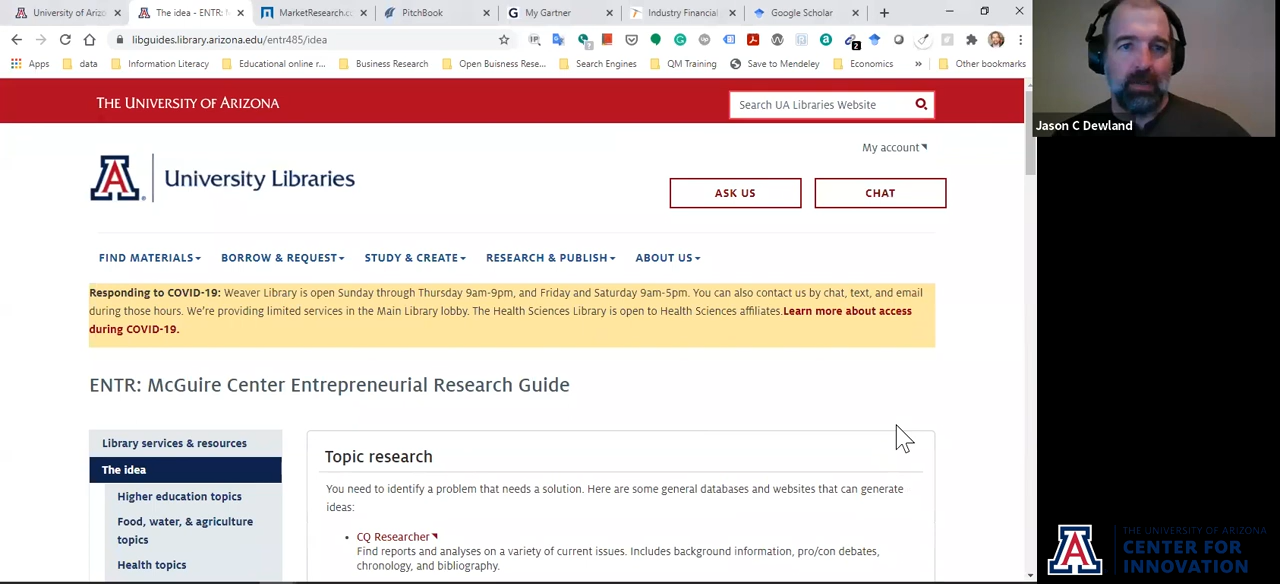 University of Ariz
The idea - ENTR: M
MarketResearch.c
PitchBook
My Gartner
Industry Financial
Google Scholar
libguides.library.arizona.edu/entr485/idea
Apps
data
Information Literacy
Educational online r...
Business Research
Open Buisness Rese...
Search Engines
QM Training
Save to Mendeley
Economics
»
Other bookmarks
THE UNIVERSITY OF ARIZONA
Search UA Libraries Website
Jason C Dewland
My account
A
University Libraries
ASK US
CHAT
FIND MATERIALS
BORROW & REQUEST
STUDY & CREATE
RESEARCH & PUBLISH
ABOUT US
Responding to COVID-19: Weaver Library is open Sunday through Thursday 9am-9pm, and Friday and Saturday 9am-5pm. You can also contact us by chat, text, and email
during those hours. We're providing limited services in the Main Library lobby. The Health Sciences Library is open to Health Sciences affiliates.Learn more about access
during COVID-19.
ENTR: McGuire Center Entrepreneurial Research Guide
Library services & resources
The idea
Higher education topics
Food, water, & agriculture
topics
Health topics
Topic research
You need to identify a problem that needs a solution. Here are some general databases and websites that can generate
ideas:
• CQ Researcher
Find reports and analyses on a variety of current issues. Includes background information, pro/con debates,
chronology, and bibliography.
A
THE UNIVERSITY OF ARIZONA
CENTER FOR
INNOVATION